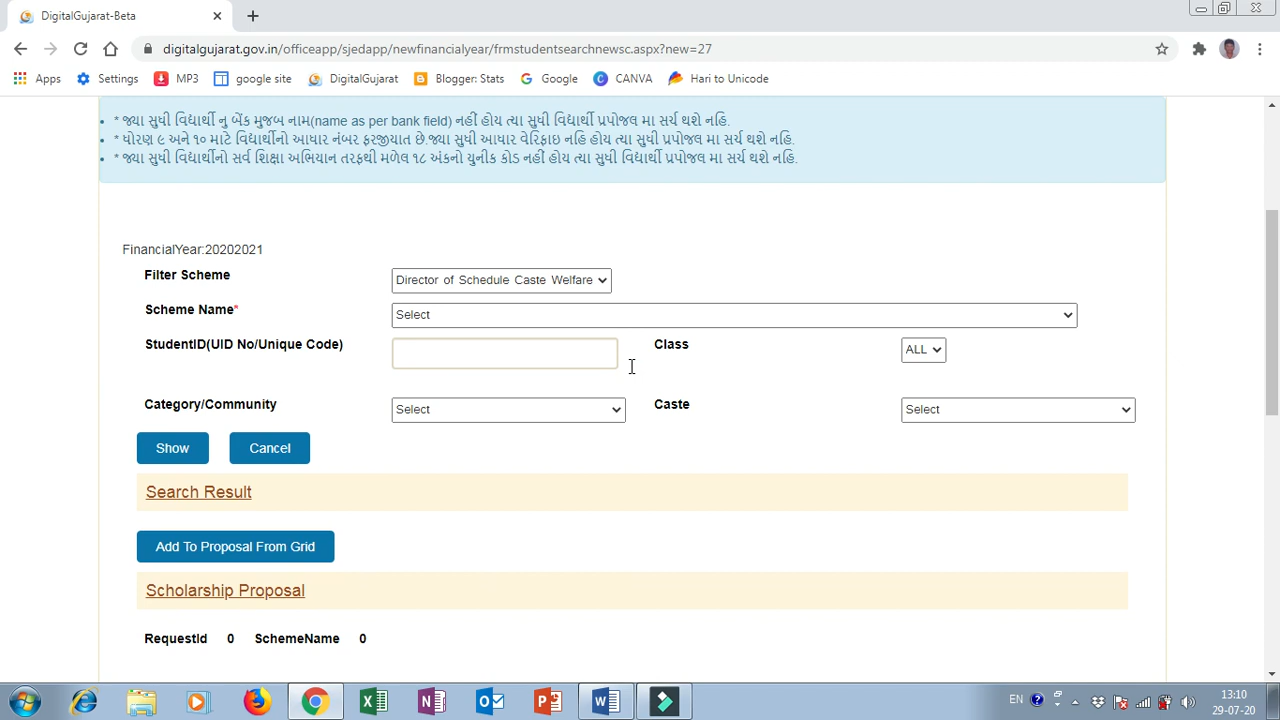 DigitalGujarat-Beta
digitalgujarat.gov.in/officeapp/sjedapp/newfinancialyear/frmstudentsearchnewsc.aspx?new=27
Apps Settings MP3 google site DigitalGujarat Blogger: Stats Google CANVA Hari to Unicode
* જ્યા સુધી વિદ્યાર્થી નુ બેંક મુજબ નામ(name as per bank field) નહીં હોય ત્યા સુધી વિદ્યાર્થી પ્રપોજલ મા સર્ચ થશે નહિ.
* ધોરણ ૯ અને ૧૦ માટે વિદ્યાર્થીનો આધાર નંબર ફરજીયાત છે.જ્યા સુધી આધાર વેરિફાઇ નહિ હોય ત્યા સુધી પ્રપોજલ મા સર્ચ થશે નહિ.
* જ્યા સુધી વિદ્યાર્થીનો સર્વ શિક્ષા અભિયાન તરફથી મળેલ ૧૮ અંકનો યુનીક કોડ નહીં હોય ત્યા સુધી વિદ્યાર્થી પ્રપોજલ મા સર્ચ થશે નહિ.
FinancialYear:20202021
Filter Scheme Director of Schedule Caste Welfare
Scheme Name* Select
StudentID(UID No/Unique Code) Class ALL
Category/Community Select Caste Select
Show Cancel
Search Result
Add To Proposal From Grid
Scholarship Proposal
RequestId 0 SchemeName 0
EN 13:10
29-07-20